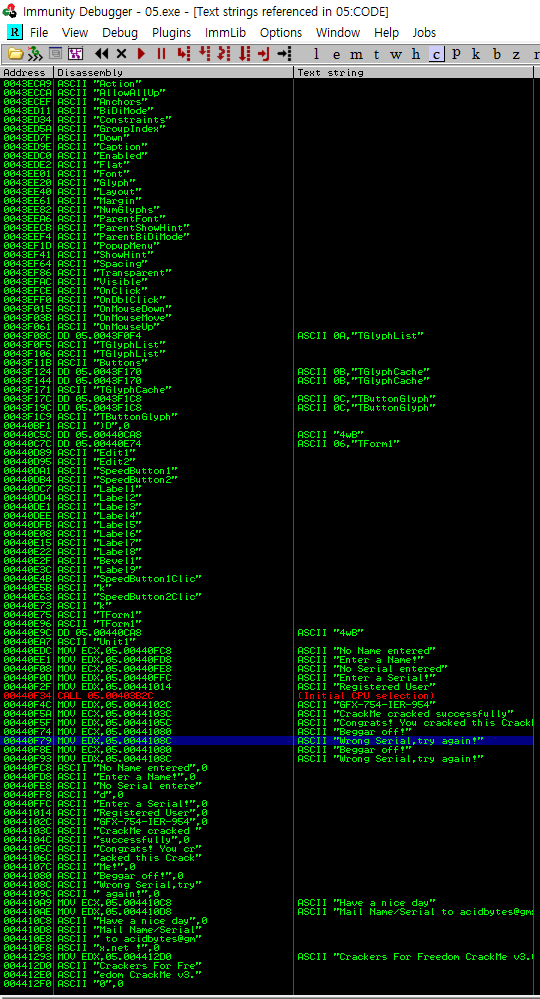 Immunity Debugger - 05.exe - [Text strings referenced in 05:CODE]
R File View Debug Plugins ImmLib Options Window Help Jobs
l e m t w h c p k b z r
Address Disassembly Text string
0043ECA9 ASCII "Action"
0043ECCA ASCII "AllowAllUp"
0043ECEF ASCII "Anchors"
0043ED11 ASCII "BiDiMode"
0043ED34 ASCII "Constraints"
0043ED5A ASCII "GroupIndex"
0043ED7F ASCII "Down"
0043ED9E ASCII "Caption"
0043EDC0 ASCII "Enabled"
0043EDE2 ASCII "Flat"
0043EE01 ASCII "Font"
0043EE20 ASCII "Glyph"
0043EE40 ASCII "Layout"
0043EE61 ASCII "Margin"
0043EE82 ASCII "NumGlyphs"
0043EEA6 ASCII "ParentFont"
0043EECB ASCII "ParentShowHint"
0043EEF4 ASCII "ParentBiDiMode"
0043EF1D ASCII "PopupMenu"
0043EF41 ASCII "ShowHint"
0043EF64 ASCII "Spacing"
0043EF86 ASCII "Transparent"
0043EFAC ASCII "Visible"
0043EFCE ASCII "OnClick"
0043EFF0 ASCII "OnDblClick"
0043F015 ASCII "OnMouseDown"
0043F03B ASCII "OnMouseMove"
0043F061 ASCII "OnMouseUp"
0043F08C DD 05.0043F0F4 ASCII 0A,"TGlyphList"
0043F0F5 ASCII "TGlyphList"
0043F106 ASCII "TGlyphList"
0043F11B ASCII "Buttons"
0043F124 DD 05.0043F170 ASCII 0B,"TGlyphCache"
0043F144 DD 05.0043F170 ASCII 0B,"TGlyphCache"
0043F171 ASCII "TGlyphCache"
0043F17C DD 05.0043F1C8 ASCII 0C,"TButtonGlyph"
0043F19C DD 05.0043F1C8 ASCII 0C,"TButtonGlyph"
0043F1C9 ASCII "TButtonGlyph"
00440BF1 ASCII ")D",0
00440C5C DD 05.00440CA8 ASCII "4wB"
00440C7C DD 05.00440E74 ASCII 06,"TForm1"
00440D89 ASCII "Edit1"
00440D95 ASCII "Edit2"
00440DA1 ASCII "SpeedButton1"
00440DB4 ASCII "SpeedButton2"
00440DC7 ASCII "Label1"
00440DD4 ASCII "Label2"
00440DE1 ASCII "Label3"
00440DEE ASCII "Label4"
00440DFB ASCII "Label5"
00440E08 ASCII "Label6"
00440E15 ASCII "Label7"
00440E22 ASCII "Label8"
00440E2F ASCII "Bevel1"
00440E3C ASCII "Label9"
00440E4B ASCII "SpeedButton1Clic"
00440E5B ASCII "k"
00440E63 ASCII "SpeedButton2Clic"
00440E73 ASCII "k"
00440E75 ASCII "TForm1"
00440E96 ASCII "TForm1"
00440E9C DD 05.00440CA8 ASCII "4wB"
00440EA7 ASCII "Unit1"
00440EDC MOV ECX,05.00440FC8 ASCII "No Name entered"
00440EE1 MOV EDX,05.00440FD8 ASCII "Enter a Name!"
00440F08 MOV ECX,05.00440FE8 ASCII "No Serial entered"
00440F0D MOV EDX,05.00440FFC ASCII "Enter a Serial!"
00440F2F MOV EDX,05.00441014 ASCII "Registered User"
00440F34 CALL 05.00403B2C (Initial CPU selection)
00440F4C MOV EDX,05.0044102C ASCII "GFX-754-IER-954"
00440F5A MOV ECX,05.0044103C ASCII "CrackMe cracked successfully"
00440F5F MOV EDX,05.0044105C ASCII "Congrats! You cracked this Crack
00440F74 MOV ECX,05.00441080 ASCII "Beggar off!"
00440F79 MOV EDX,05.0044108C ASCII "Wrong Serial,try again!"
00440F8E MOV ECX,05.00441080 ASCII "Beggar off!"
00440F93 MOV EDX,05.0044108C ASCII "Wrong Serial,try again!"
00440FC8 ASCII "No Name entered",0
00440FD8 ASCII "Enter a Name!",0
00440FE8 ASCII "No Serial entere"
00440FF8 ASCII "d",0
00440FFC ASCII "Enter a Serial!",0
00441014 ASCII "Registered User",0
0044102C ASCII "GFX-754-IER-954",0
0044103C ASCII "CrackMe cracked "
0044104C ASCII "successfully",0
0044105C ASCII "Congrats! You cr"
0044106C ASCII "acked this Crack"
0044107C ASCII "Me!",0
00441080 ASCII "Beggar off!",0
0044108C ASCII "Wrong Serial,try"
0044109C ASCII " again!",0
004410A9 MOV ECX,05.004410C8 ASCII "Have a nice day"
004410AE MOV EDX,05.004410D8 ASCII "Mail Name/Serial to acidbytes@gmx
004410C8 ASCII "Have a nice day",0
004410D8 ASCII "Mail Name/Serial"
004410E8 ASCII " to acidbytes@gm"
004410F8 ASCII "x.net !",0
00441293 MOV EDX,05.004412D0 ASCII "Crackers For Freedom CrackMe v3.0
004412D0 ASCII "Crackers For Fre"
004412E0 ASCII "edom CrackMe v3."
004412F0 ASCII "0",0